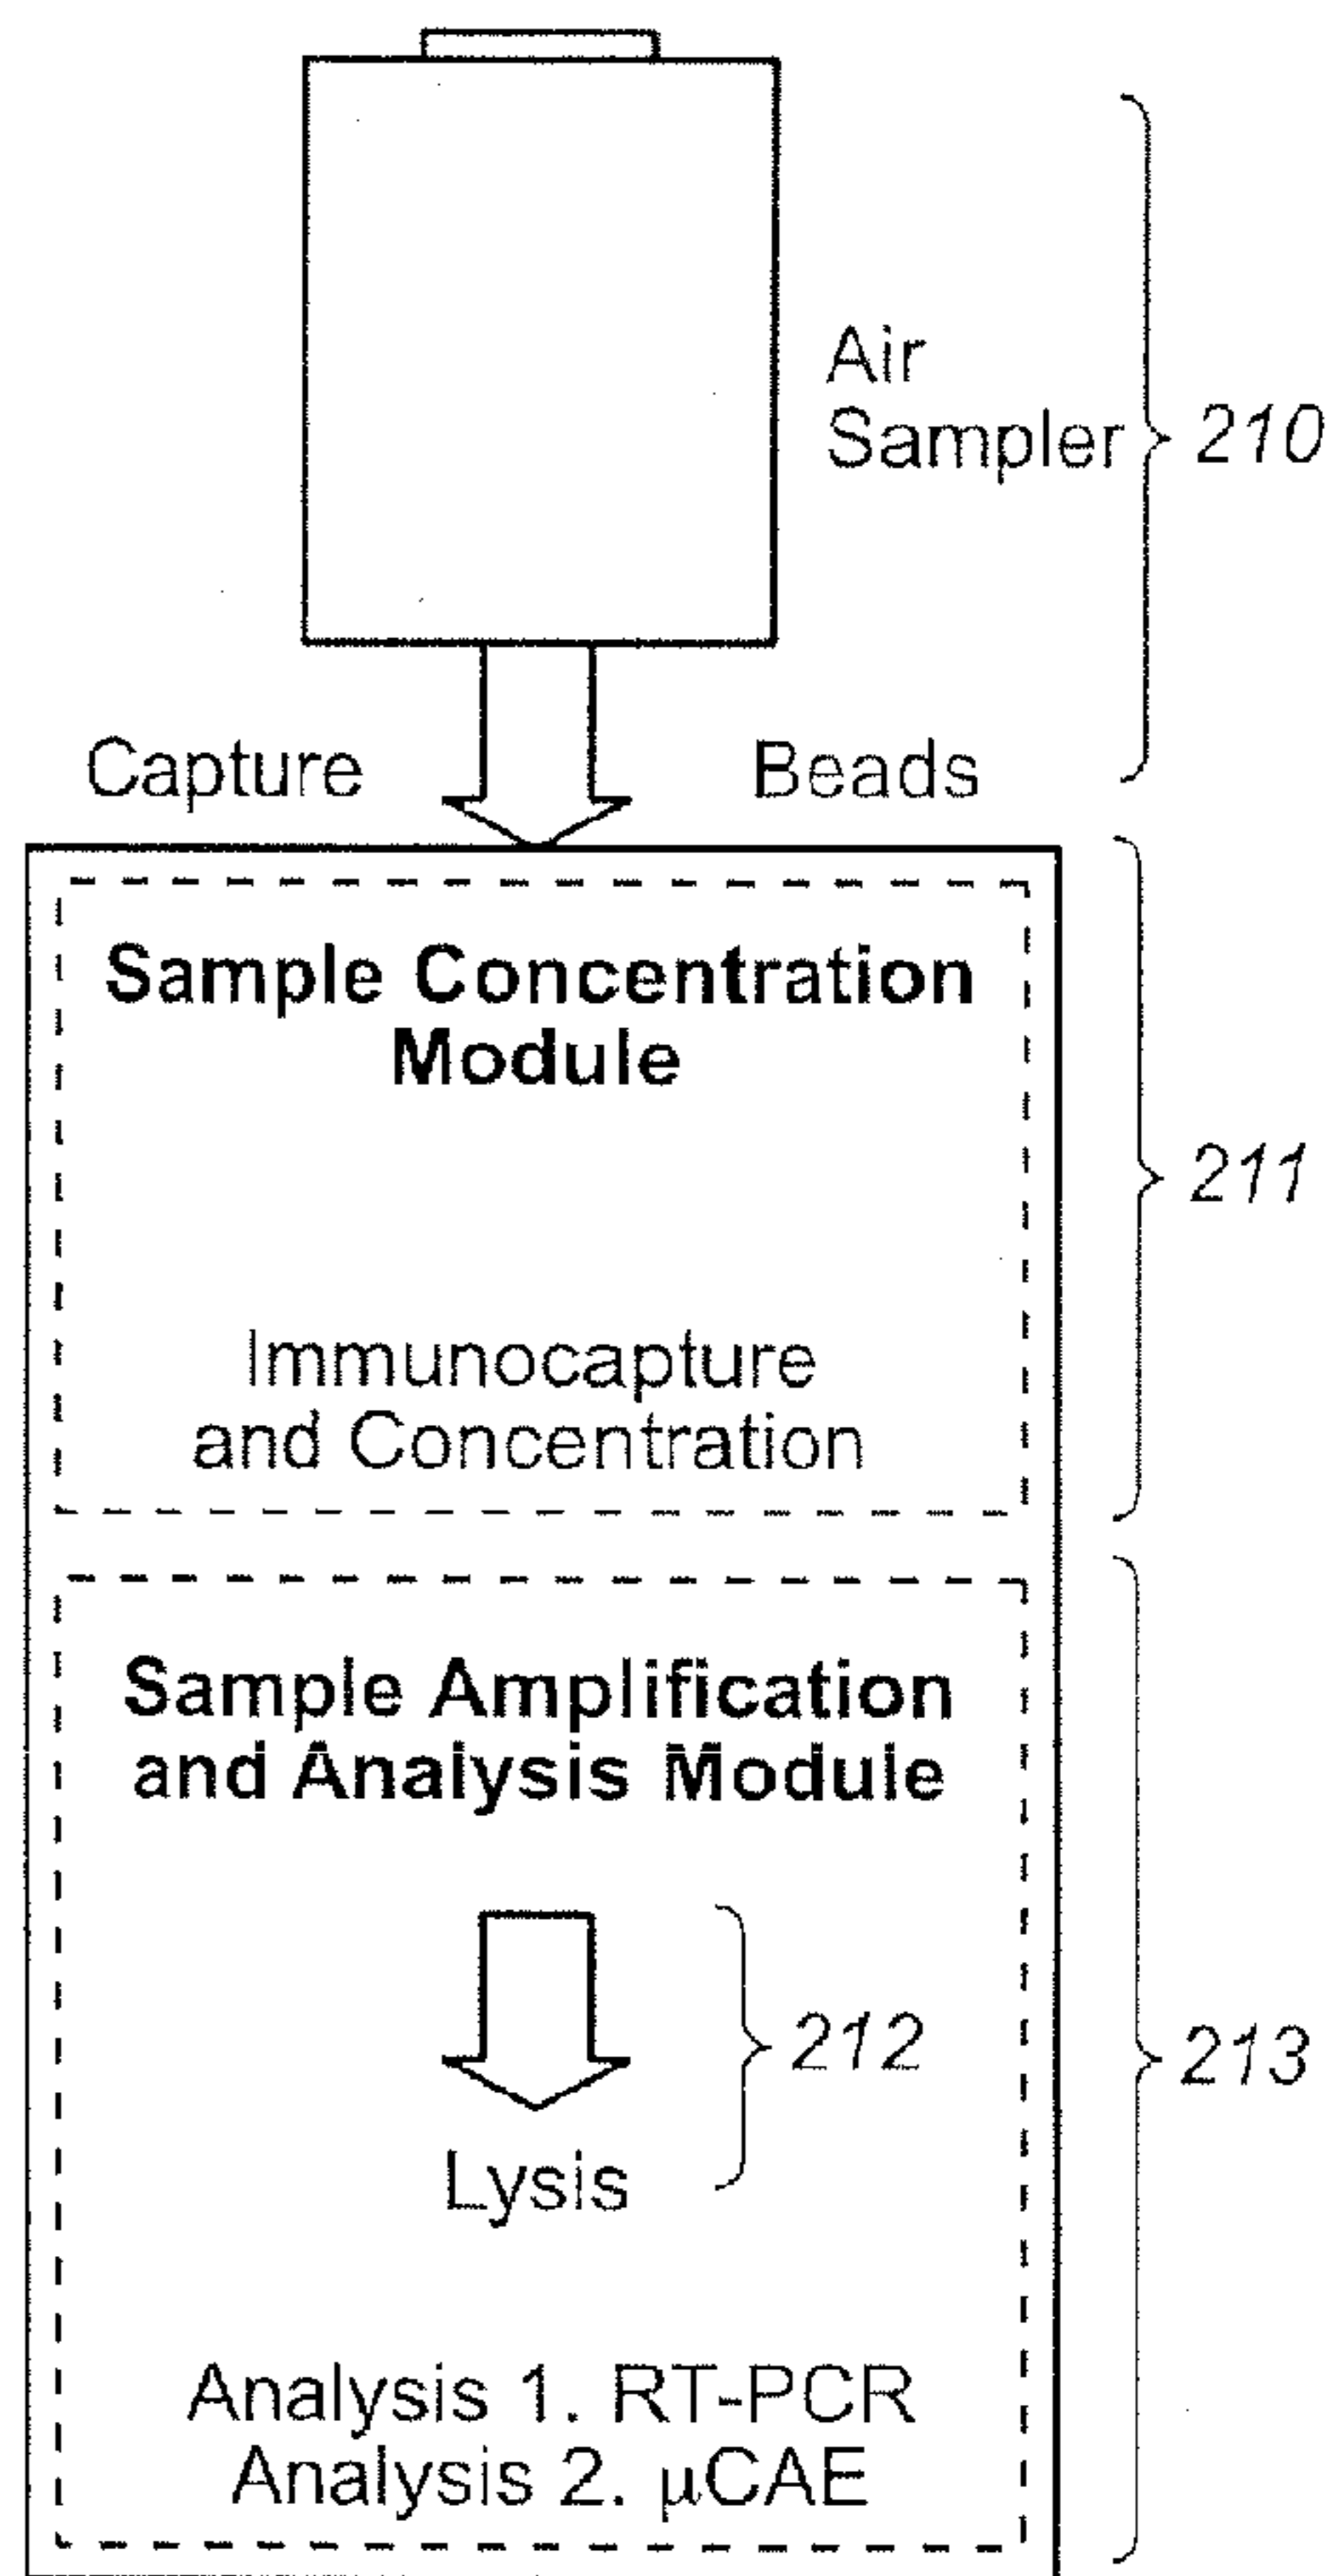 Air
Sampler
210
Capture
Beads
Sample Concentration
Module
211
Immunocapture
and Concentration
Sample Amplification
and Analysis Module
212
213
Lysis
Analysis 1. RT-PCR
Analysis 2. μCAE